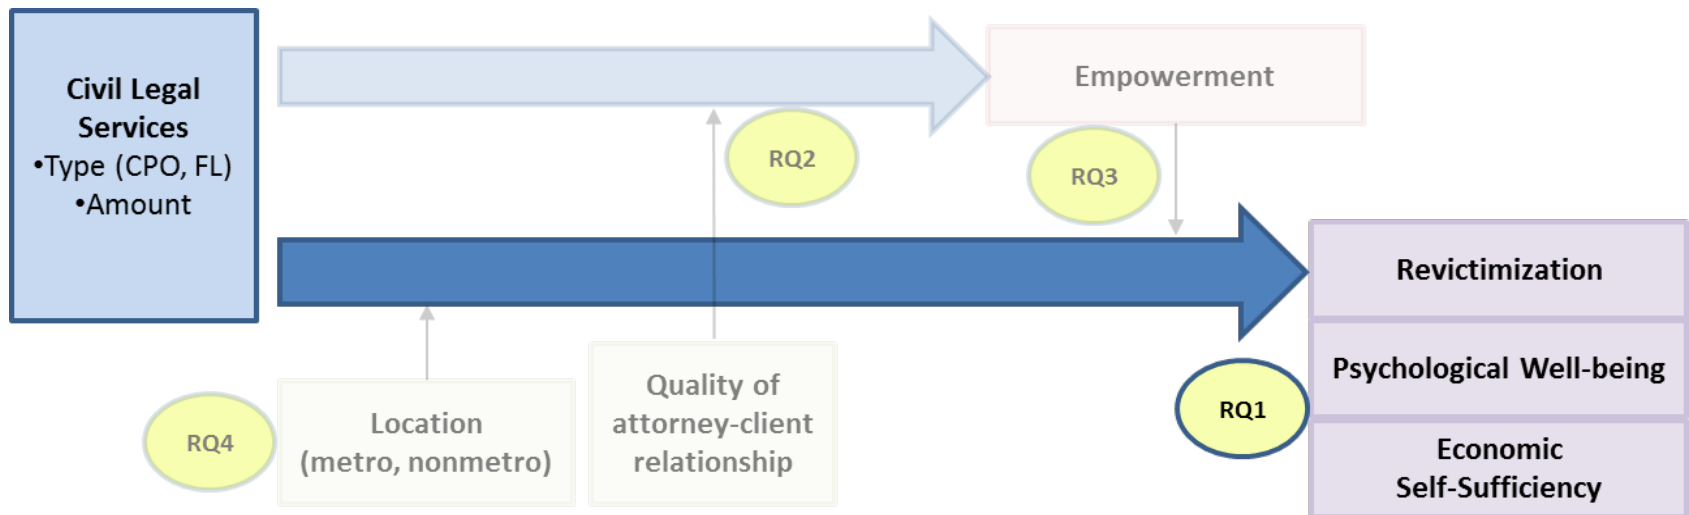 Civil Legal
Services
•Type (CPO, FL)
•Amount
Empowerment
RQ2
RQ3
Revictimization
Psychological Well-being
Economic
Self-Sufficiency
RQ1
Quality of
attorney-client
relationship
Location
(metro, nonmetro)
RQ4